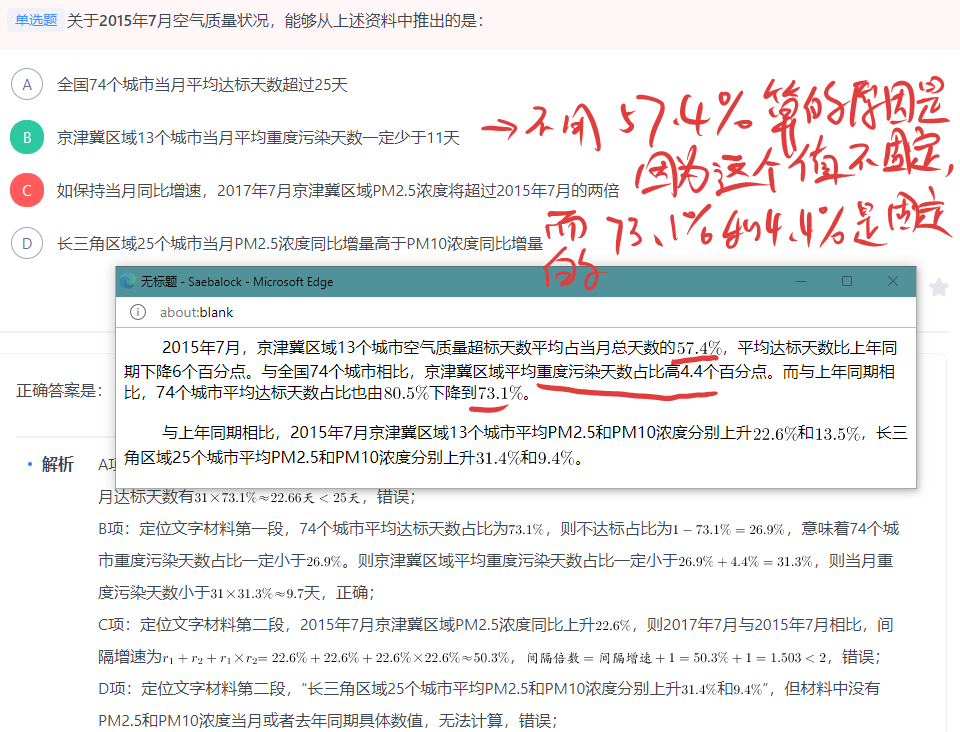 单选题 关于2015年7月空气质量状况，能够从上述资料中推出的是：
A 全国74个城市当月平均达标天数超过25天
B 京津冀区域13个城市当月平均重度污染天数一定少于11天
C 如保持当月同比增速，2017年7月京津冀区域PM2.5浓度将超过2015年7月的两倍
D 长三角区域25个城市当月PM2.5浓度同比增量高于PM10浓度同比增量
→不用57.4%算的原因是
因为这个值不固定，
而73.1%和4.4%是固定
的
无标题 - Saebalock - Microsoft Edge
about:blank
2015年7月，京津冀区域13个城市空气质量超标天数平均占当月总天数的57.4%，平均达标天数比上年同
期下降6个百分点。与全国74个城市相比，京津冀区域平均重度污染天数占比高4.4个百分点。而与上年同期相
比，74个城市平均达标天数占比也由80.5%下降到73.1%。
与上年同期相比，2015年7月京津冀区域13个城市平均PM2.5和PM10浓度分别上升22.6%和13.5%，长三
角区域25个城市平均PM2.5和PM10浓度分别上升31.4%和9.4%。
正确答案是：
• 解析
A项
月达标天数有31×73.1%≈22.66天 < 25天，错误；
B项：定位文字材料第一段，74个城市平均达标天数占比为73.1%，则不达标占比为1 − 73.1% = 26.9%，意味着74个城
市重度污染天数占比一定小于26.9%。则京津冀区域平均重度污染天数占比一定小于26.9% + 4.4% = 31.3%，则当月重
度污染天数小于31×31.3%≈9.7天，正确；
C项：定位文字材料第二段，2015年7月京津冀区域PM2.5浓度同比上升22.6%，则2017年7月与2015年7月相比，间
隔增速为r₁ + r₂ + r₁×r₂= 22.6% + 22.6% + 22.6%×22.6%≈50.3%，间隔倍数 = 间隔增速 + 1 = 50.3% + 1 = 1.503 < 2，错误；
D项：定位文字材料第二段，“长三角区域25个城市平均PM2.5和PM10浓度分别上升31.4%和9.4%”，但材料中没有
PM2.5和PM10浓度当月或者去年同期具体数值，无法计算，错误；